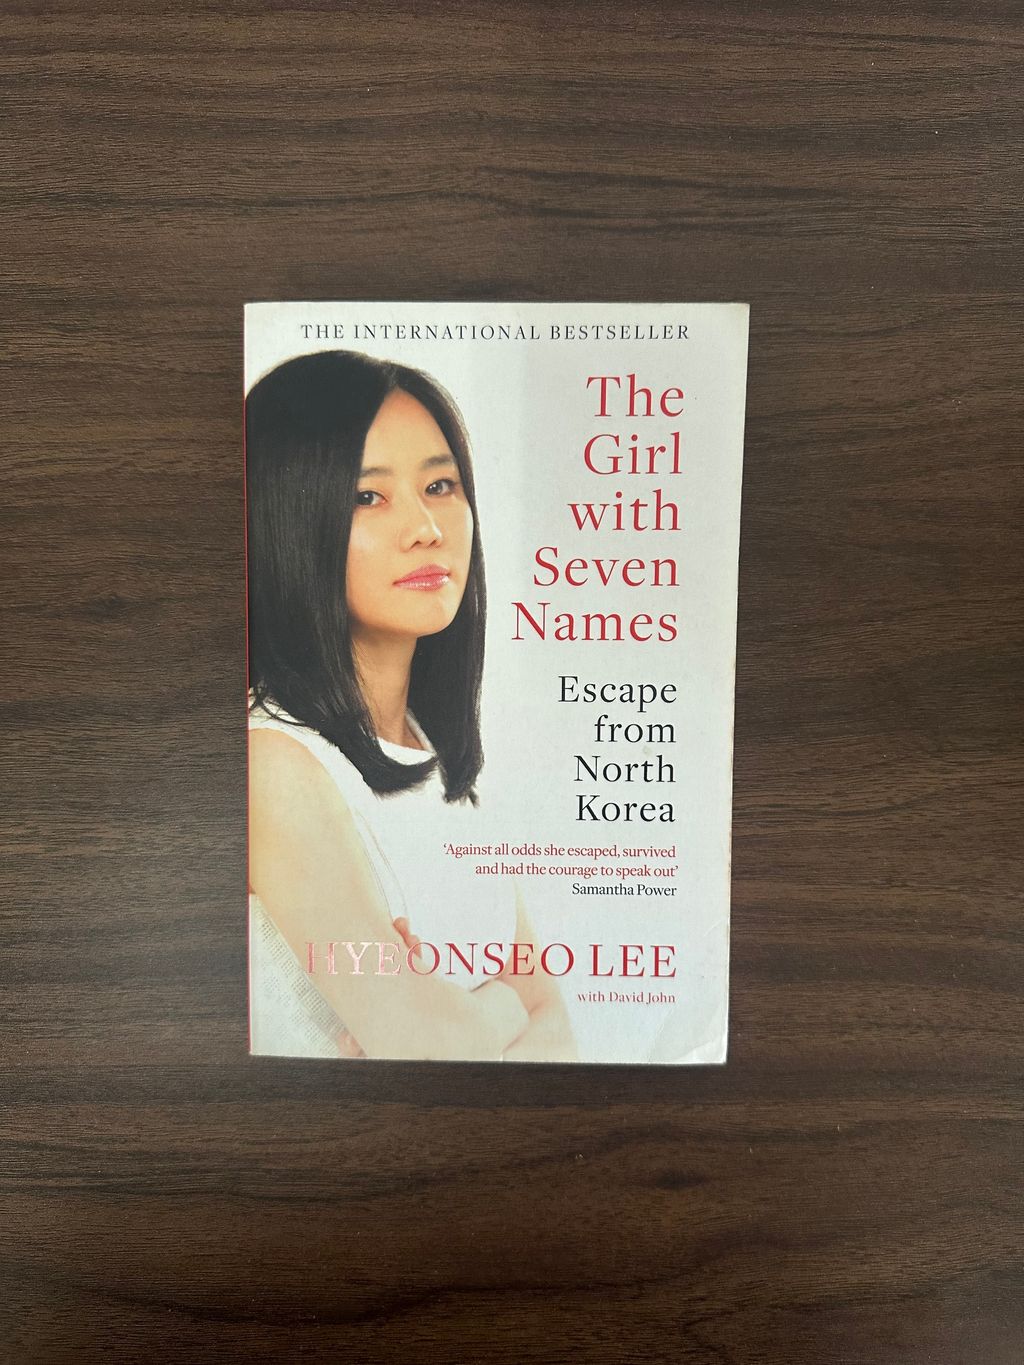 THE INTERNATIONAL BESTSELLER
The
Girl
with
Seven
Names
Escape
from
North
Korea
‘Against all odds she escaped, survived
and had the courage to speak out’
Samantha Power
HYEONSEO LEE
with David John